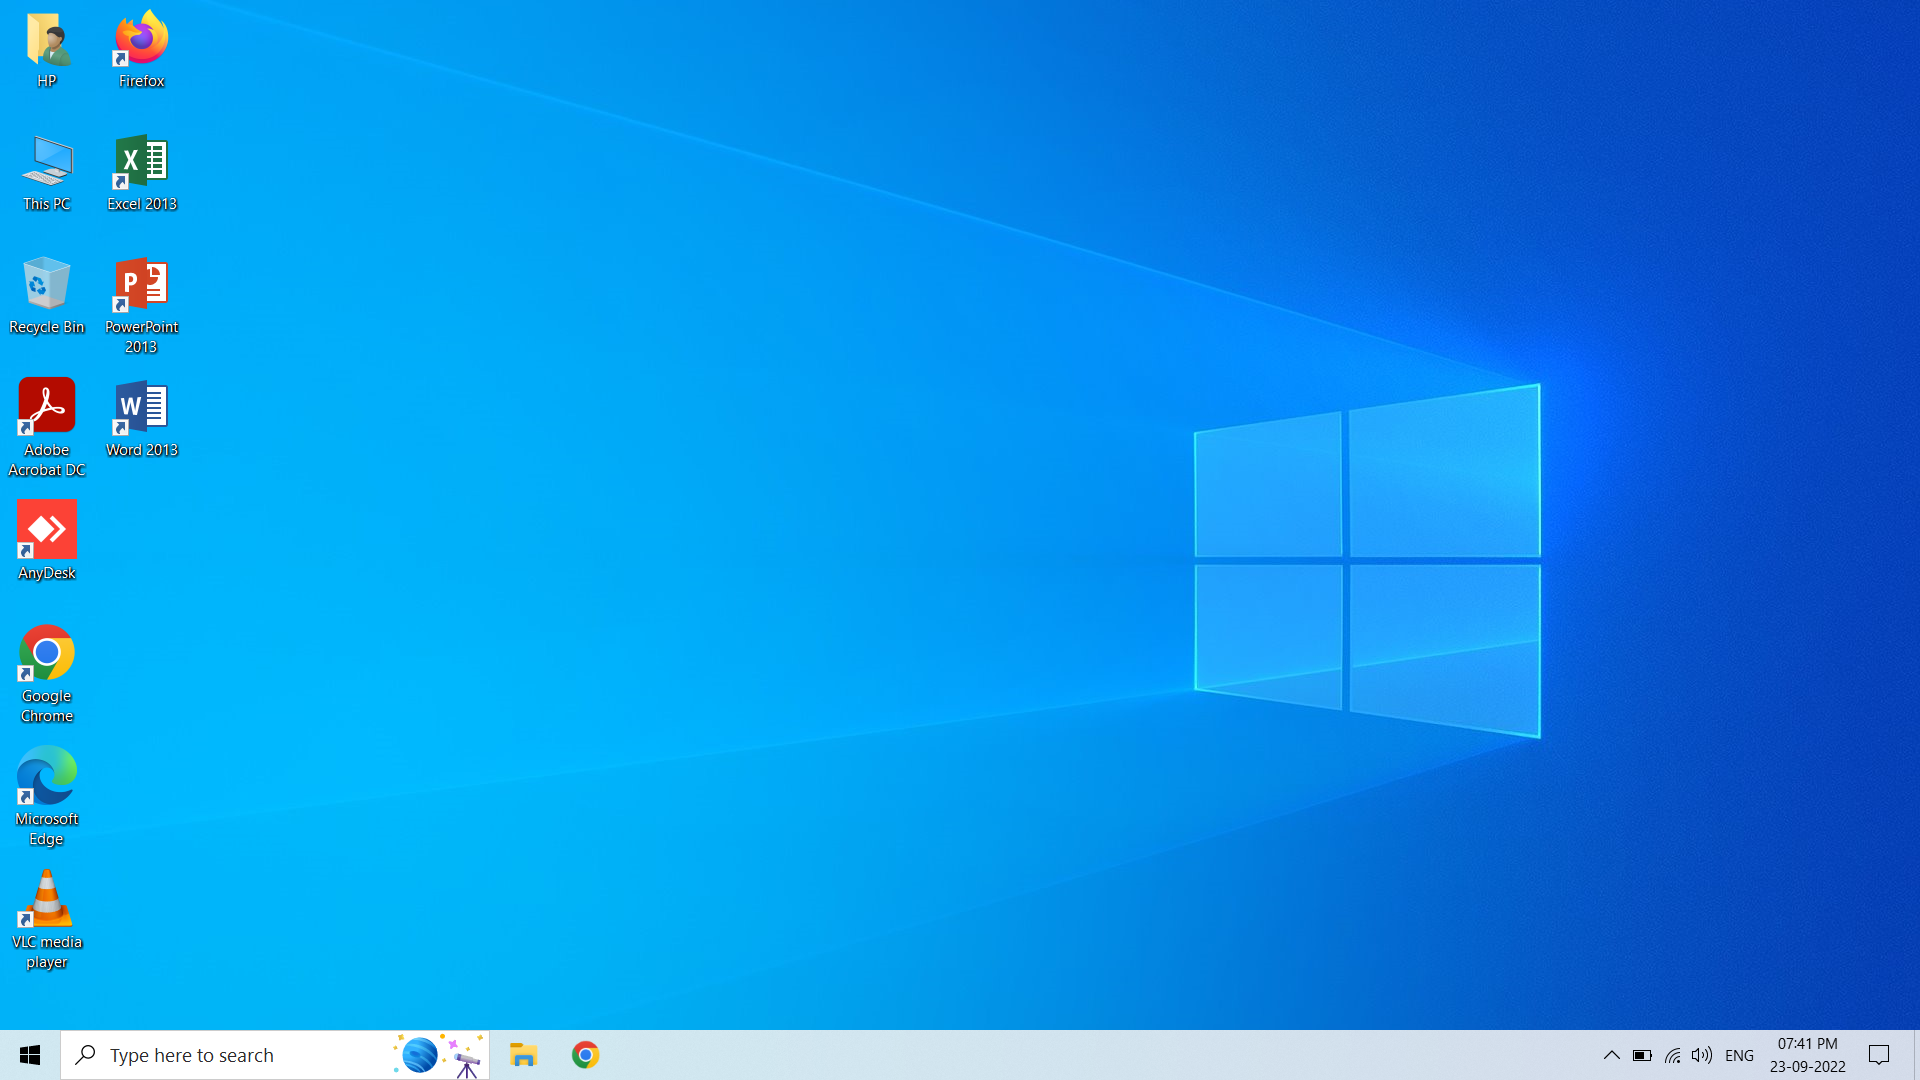 HP
Firefox
This PC
Excel 2013
Recycle Bin
PowerPoint
2013
Adobe
Acrobat DC
Word 2013
AnyDesk
Google
Chrome
Microsoft
Edge
VLC media
player
Type here to search
ENG
07:41 PM
23-09-2022